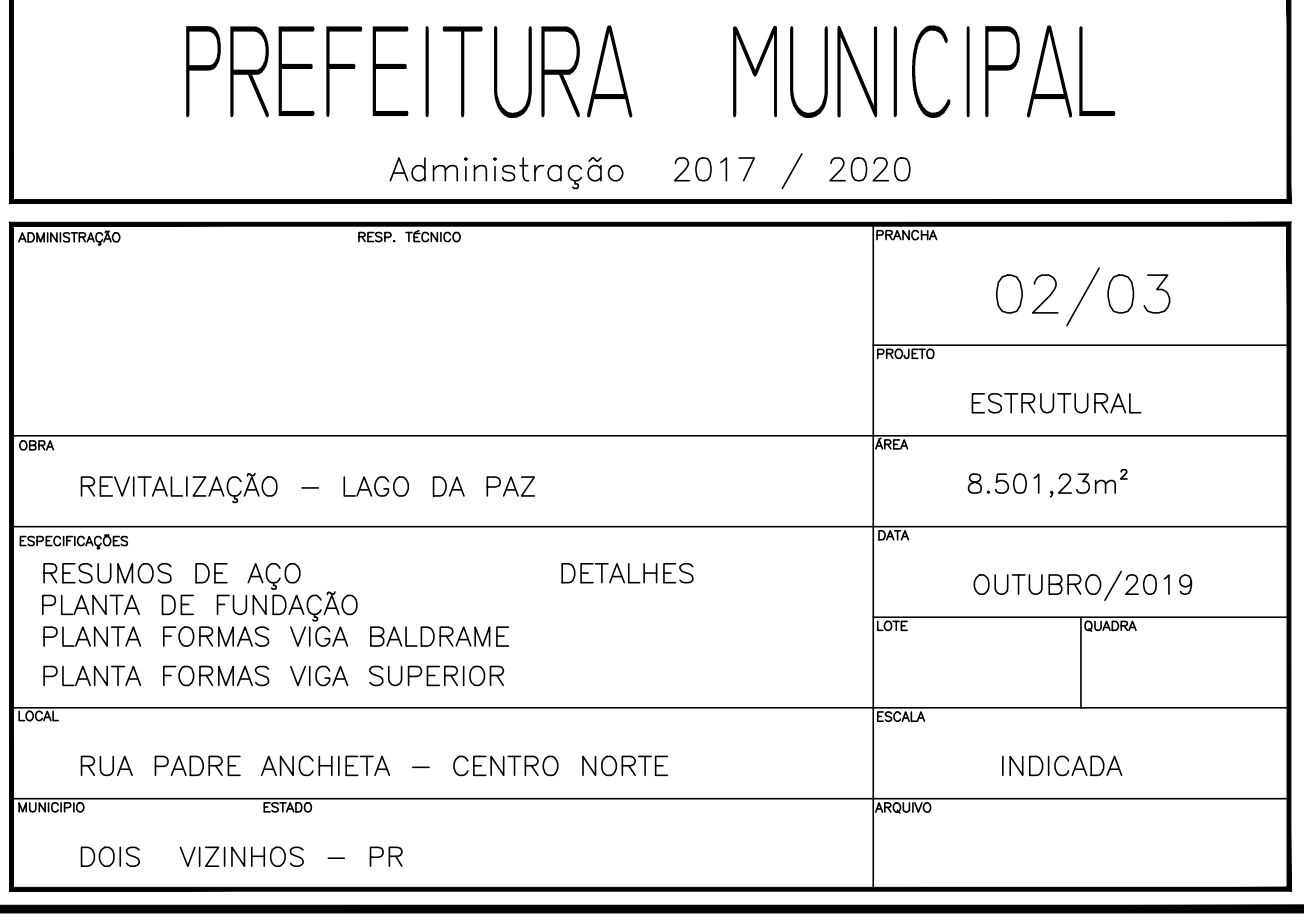 PREFEITURA MUNICIPAL
Administração 2017 / 2020
ADMINISTRAÇÃO RESP. TÉCNICO
PRANCHA
02/03
PROJETO
ESTRUTURAL
OBRA
REVITALIZAÇÃO – LAGO DA PAZ
ÁREA
8.501,23m²
ESPECIFICAÇÕES
RESUMOS DE AÇO DETALHES
PLANTA DE FUNDAÇÃO
PLANTA FORMAS VIGA BALDRAME
PLANTA FORMAS VIGA SUPERIOR
DATA
OUTUBRO/2019
LOTE QUADRA
LOCAL
RUA PADRE ANCHIETA – CENTRO NORTE
ESCALA
INDICADA
MUNICIPIO ESTADO
DOIS VIZINHOS – PR
ARQUIVO